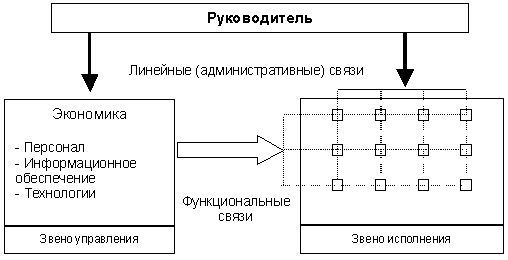 Руководитель
Линейные (административные) связи
Экономика
- Персонал
- Информационное
обеспечение
- Технологии
Функциональные
связи
Звено управления
Звено исполнения